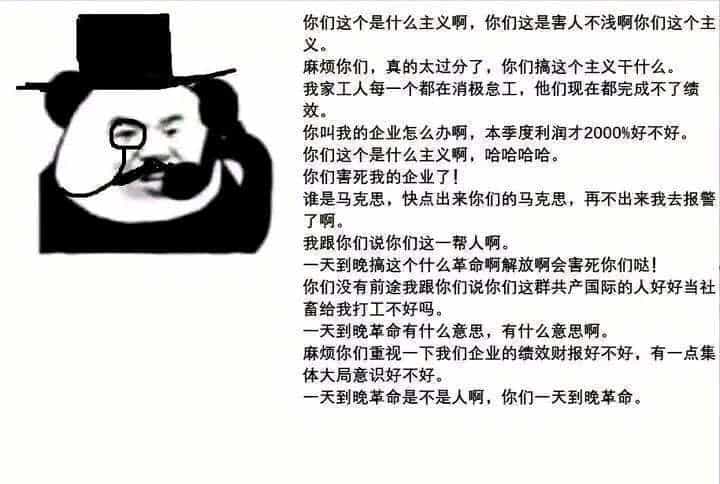 你们这个是什么主义啊，你们这是害人不浅啊你们这个主
义。
麻烦你们，真的太过分了，你们搞这个主义干什么。
我家工人每一个都在消极怠工，他们现在都完成不了绩
效。
你叫我的企业怎么办啊，本季度利润才2000%好不好。
你们这个是什么主义啊，哈哈哈哈。
你们害死我的企业了！
谁是马克思，快点出来你们的马克思，再不出来我去报警
了啊。
我跟你们说你们这一帮人啊。
一天到晚搞这个什么革命啊解放啊会害死你们哒！
你们没有前途我跟你们说你们这群共产国际的人好好当社
畜给我打工不好吗。
一天到晚革命有什么意思，有什么意思啊。
麻烦你们重视一下我们企业的绩效财报好不好，有一点集
体大局意识好不好。
一天到晚革命是不是人啊，你们一天到晚革命。